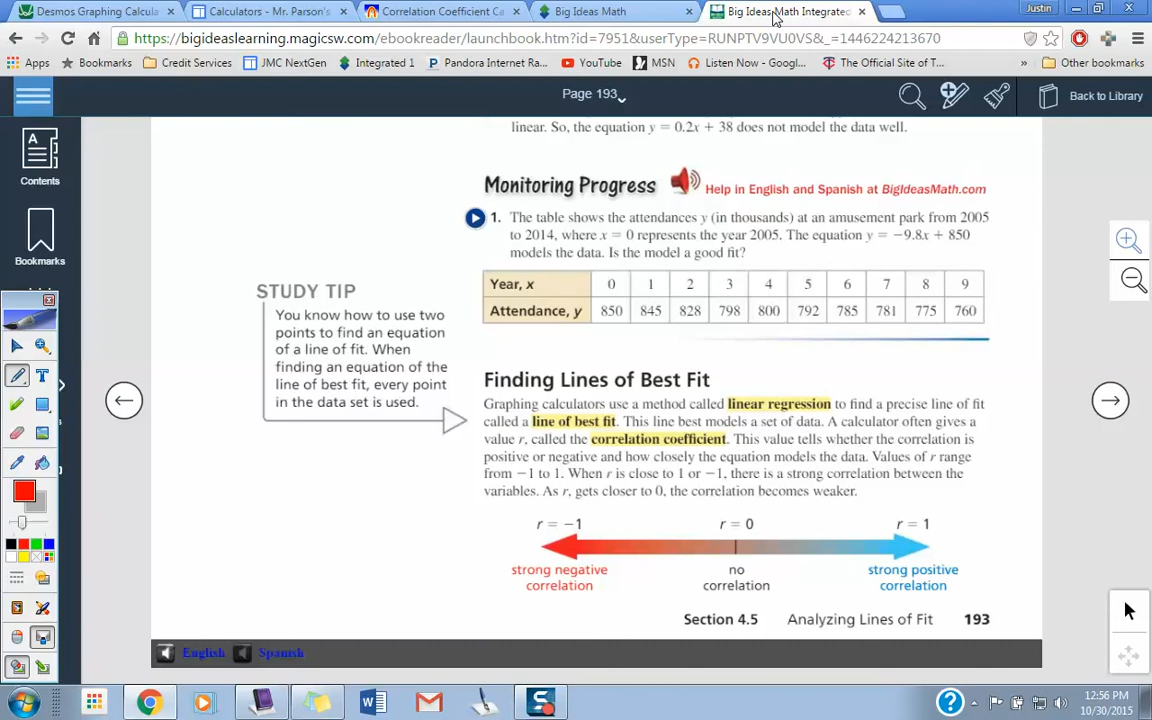 Desmos Graphing Calcula
Calculators - Mr. Parson's
Correlation Coefficient Ca
Big Ideas Math
Big Ideas Math Integrated
Justin
https://bigideaslearning.magicsw.com/ebookreader/launchbook.htm?id=7951&userType=RUNPTV9VU0VS&_=1446224213670
Apps
Bookmarks
Credit Services
JMC NextGen
Integrated 1
Pandora Internet Ra...
YouTube
MSN
Listen Now - Googl...
The Official Site of T...
»
Other bookmarks
Page 193
Back to Library
Contents
Bookmarks
linear. So, the equation y = 0.2x + 38 does not model the data well.
Monitoring Progress
Help in English and Spanish at BigIdeasMath.com
1. The table shows the attendances y (in thousands) at an amusement park from 2005
to 2014, where x = 0 represents the year 2005. The equation y = −9.8x + 850
models the data. Is the model a good fit?
Year, x 0 1 2 3 4 5 6 7 8 9
Attendance, y 850 845 828 798 800 792 785 781 775 760
STUDY TIP
You know how to use two
points to find an equation
of a line of fit. When
finding an equation of the
line of best fit, every point
in the data set is used.
Finding Lines of Best Fit
Graphing calculators use a method called linear regression to find a precise line of fit
called a line of best fit. This line best models a set of data. A calculator often gives a
value r, called the correlation coefficient. This value tells whether the correlation is
positive or negative and how closely the equation models the data. Values of r range
from −1 to 1. When r is close to 1 or −1, there is a strong correlation between the
variables. As r, gets closer to 0, the correlation becomes weaker.
r = −1 r = 0 r = 1
strong negative
correlation
no
correlation
strong positive
correlation
Section 4.5 Analyzing Lines of Fit 193
English
Spanish
12:56 PM
10/30/2015